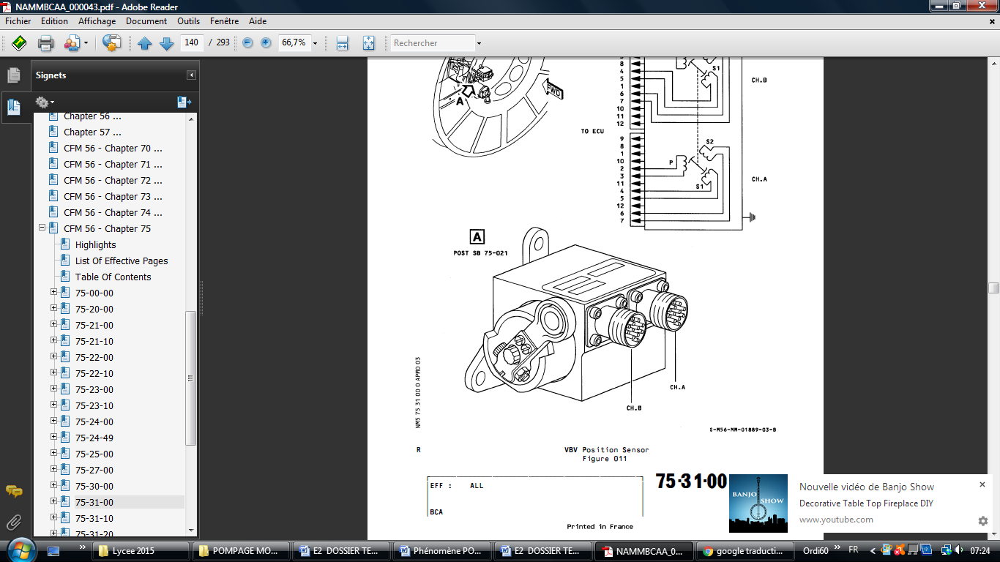 NAMMBCAA_000043.pdf - Adobe Reader
Fichier Edition Affichage Document Outils Fenêtre Aide
140 / 293 66,7% Rechercher
Signets
Chapter 56 ...
Chapter 57 ...
CFM 56 - Chapter 70 ...
CFM 56 - Chapter 71 ...
CFM 56 - Chapter 72 ...
CFM 56 - Chapter 73 ...
CFM 56 - Chapter 74 ...
CFM 56 - Chapter 75
Highlights
List Of Effective Pages
Table Of Contents
75-00-00
75-20-00
75-21-00
75-21-10
75-22-00
75-22-10
75-23-00
75-23-10
75-24-00
75-24-49
75-25-00
75-27-00
75-30-00
75-31-00
75-31-10
75-31-20
A
FWD
8
4
5
1
6
7
10
11
12
S1
CH.B
TO ECU
9
8
1
10
2
3
11
4
5
12
6
7
P
S2
S1
CH.A
A
POST SB 75-021
CH.A
CH.B
NM5 75 31 00 0 APM0 03
S-M56-MM-01889-03-B
R
VBV Position Sensor
Figure 011
EFF : ALL
BCA
75-31-00
Printed in France
BANJO SHOW
Nouvelle vidéo de Banjo Show
Decorative Table Top Fireplace DIY
www.youtube.com
Lycee 2015
POMPAGE MO...
E2 DOSSIER TE...
Phénomène PO...
E2 DOSSIER TE...
NAMMBCAA_0...
google traducti...
Ordi60
FR
07:24